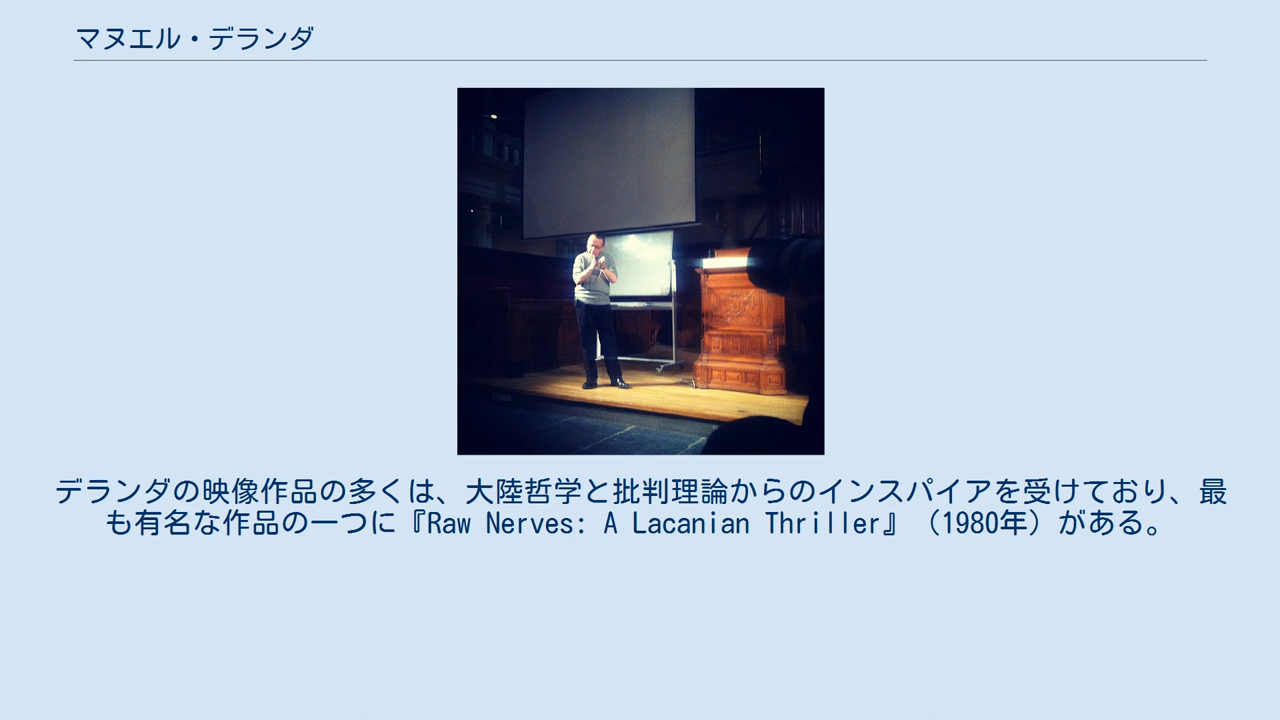 マヌエル・デランダ
デランダの映像作品の多くは、大陸哲学と批判理論からのインスパイアを受けており、最
も有名な作品の一つに『Raw Nerves: A Lacanian Thriller』（1980年）がある。